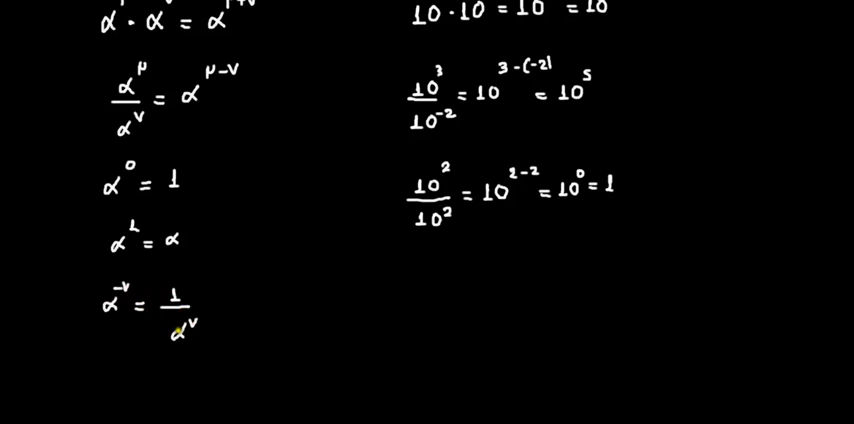 α · α = α 10 · 10 = 10 = 10
α^μ / α^ν = α^μ-ν 10^3 / 10^-2 = 10^3-(-2) = 10^5
α^0 = 1 10^2 / 10^2 = 10^2-2 = 10^0 = 1
α^1 = α
α^-ν = 1 / α^ν